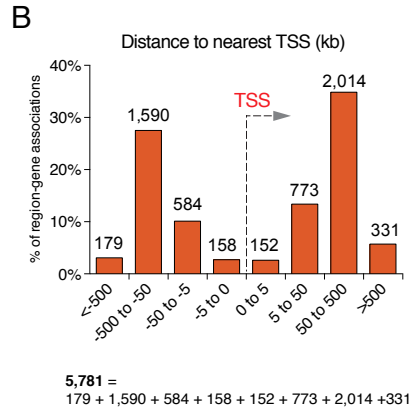 B
Distance to nearest TSS (kb)
% of region-gene associations
40%
30%
20%
10%
0%
TSS
179
1,590
584
158
152
773
2,014
331
<-500
-500 to -50
-50 to -5
-5 to 0
0 to 5
5 to 50
50 to 500
>500
5,781 =
179 + 1,590 + 584 + 158 + 152 + 773 + 2,014 +331